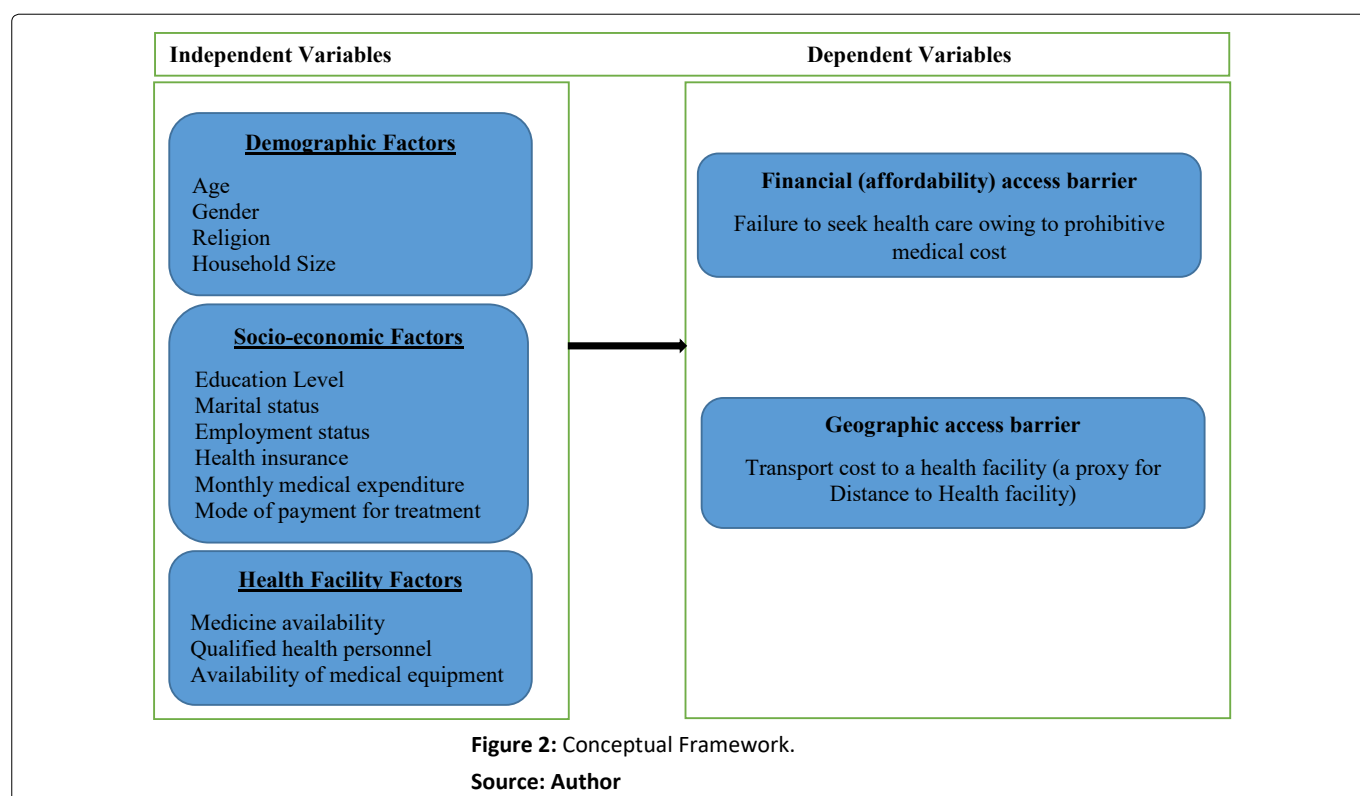 Independent Variables
Dependent Variables
Demographic Factors
Age
Gender
Religion
Household Size
Socio-economic Factors
Education Level
Marital status
Employment status
Health insurance
Monthly medical expenditure
Mode of payment for treatment
Health Facility Factors
Medicine availability
Qualified health personnel
Availability of medical equipment
Financial (affordability) access barrier
Failure to seek health care owing to prohibitive
medical cost
Geographic access barrier
Transport cost to a health facility (a proxy for
Distance to Health facility)
Figure 2: Conceptual Framework.
Source: Author